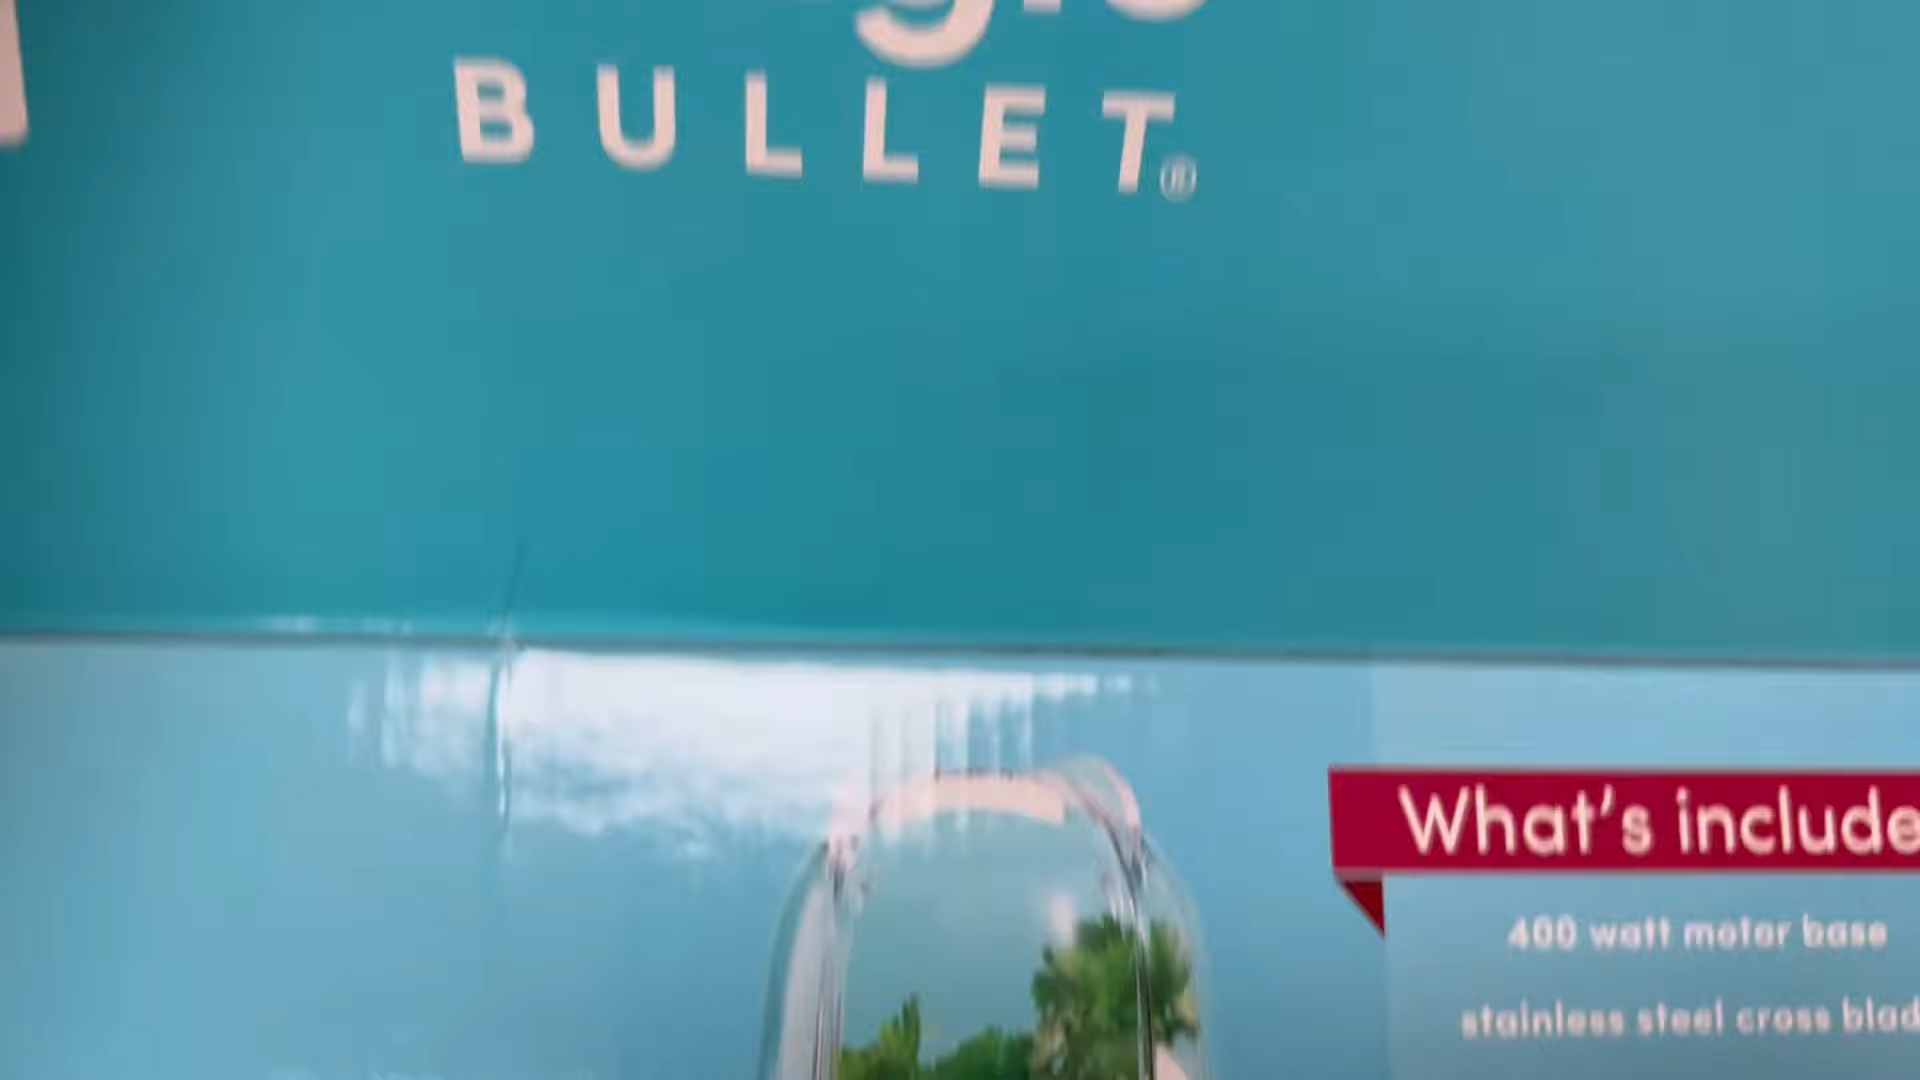 BULLET®
What's include
400 watt motor base
stainless steel cross blad